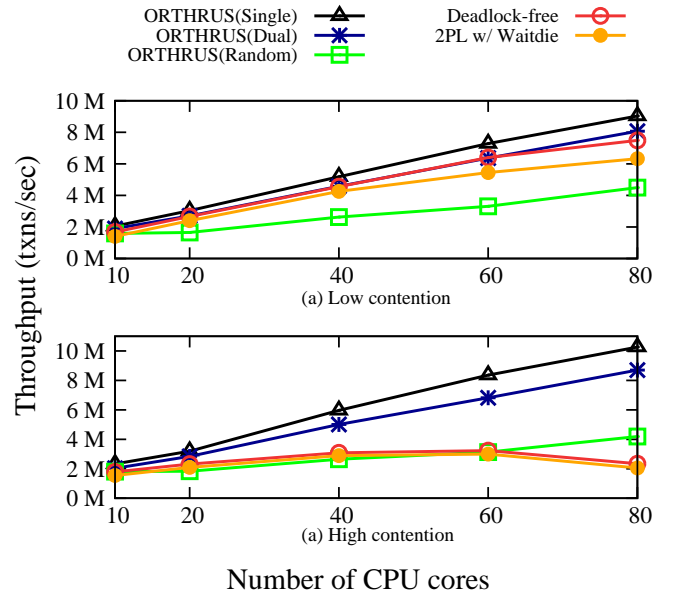 ORTHRUS(Single)
ORTHRUS(Dual)
ORTHRUS(Random)
Deadlock-free
2PL w/ Waitdie
Throughput (txns/sec)
10 M
8 M
6 M
4 M
2 M
0 M
10 20 40 60 80
(a) Low contention
10 M
8 M
6 M
4 M
2 M
0 M
10 20 40 60 80
(a) High contention
Number of CPU cores